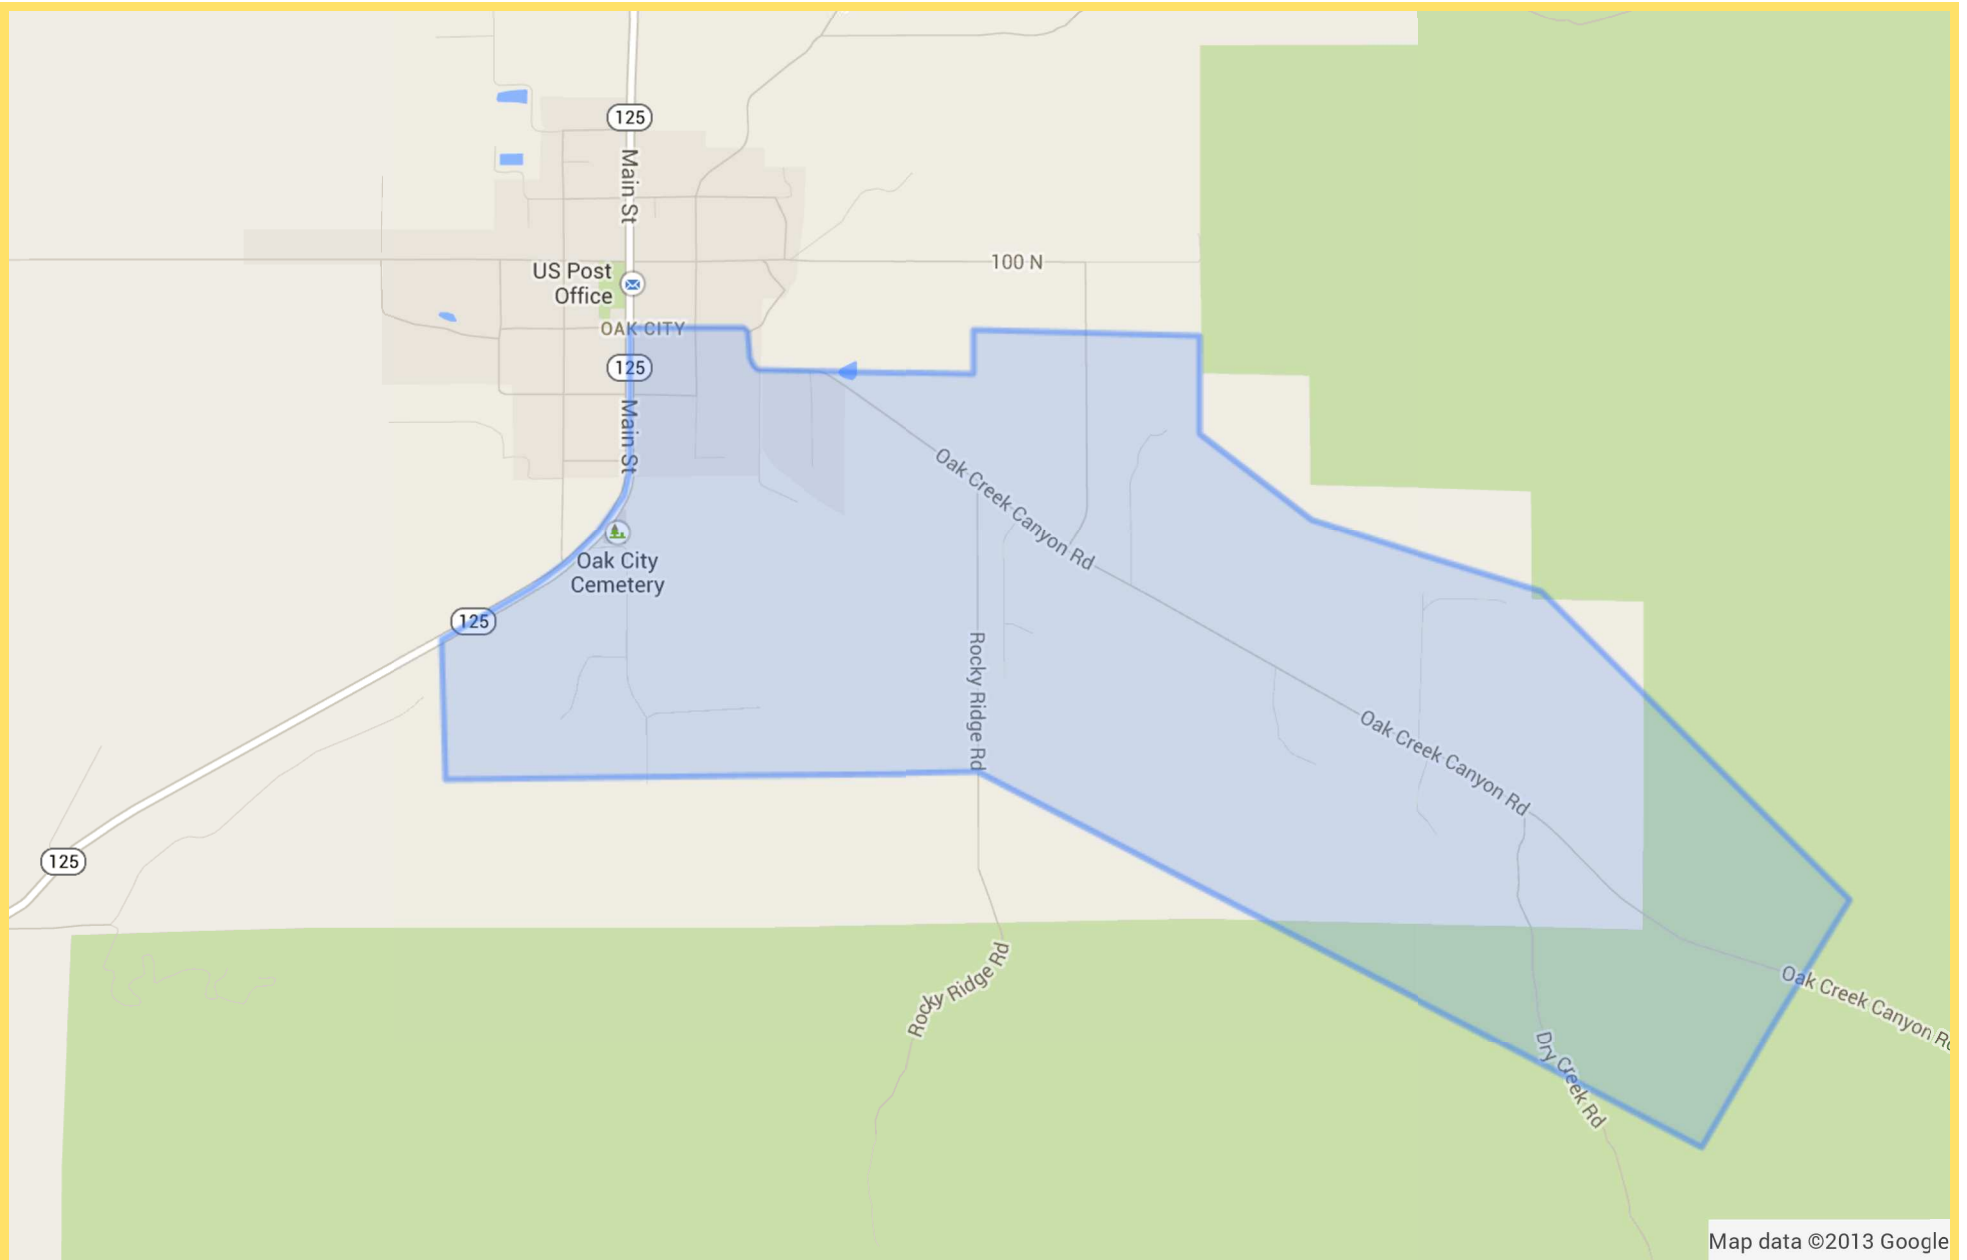 125
Main St
100 N
US Post
Office
OAK CITY
125
Main St
Oak Creek Canyon Rd
Oak City
Cemetery
125
Rocky Ridge Rd
Oak Creek Canyon Rd
125
Rocky Ridge Rd
Oak Creek Canyon Rd
Dry Creek Rd
Map data ©2013 Google